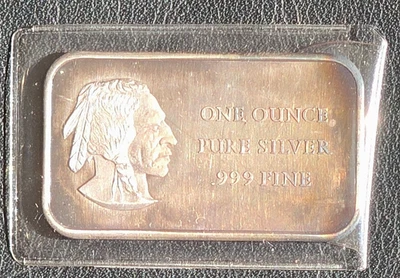 ONE OUNCE
PURE SILVER
.999 FINE